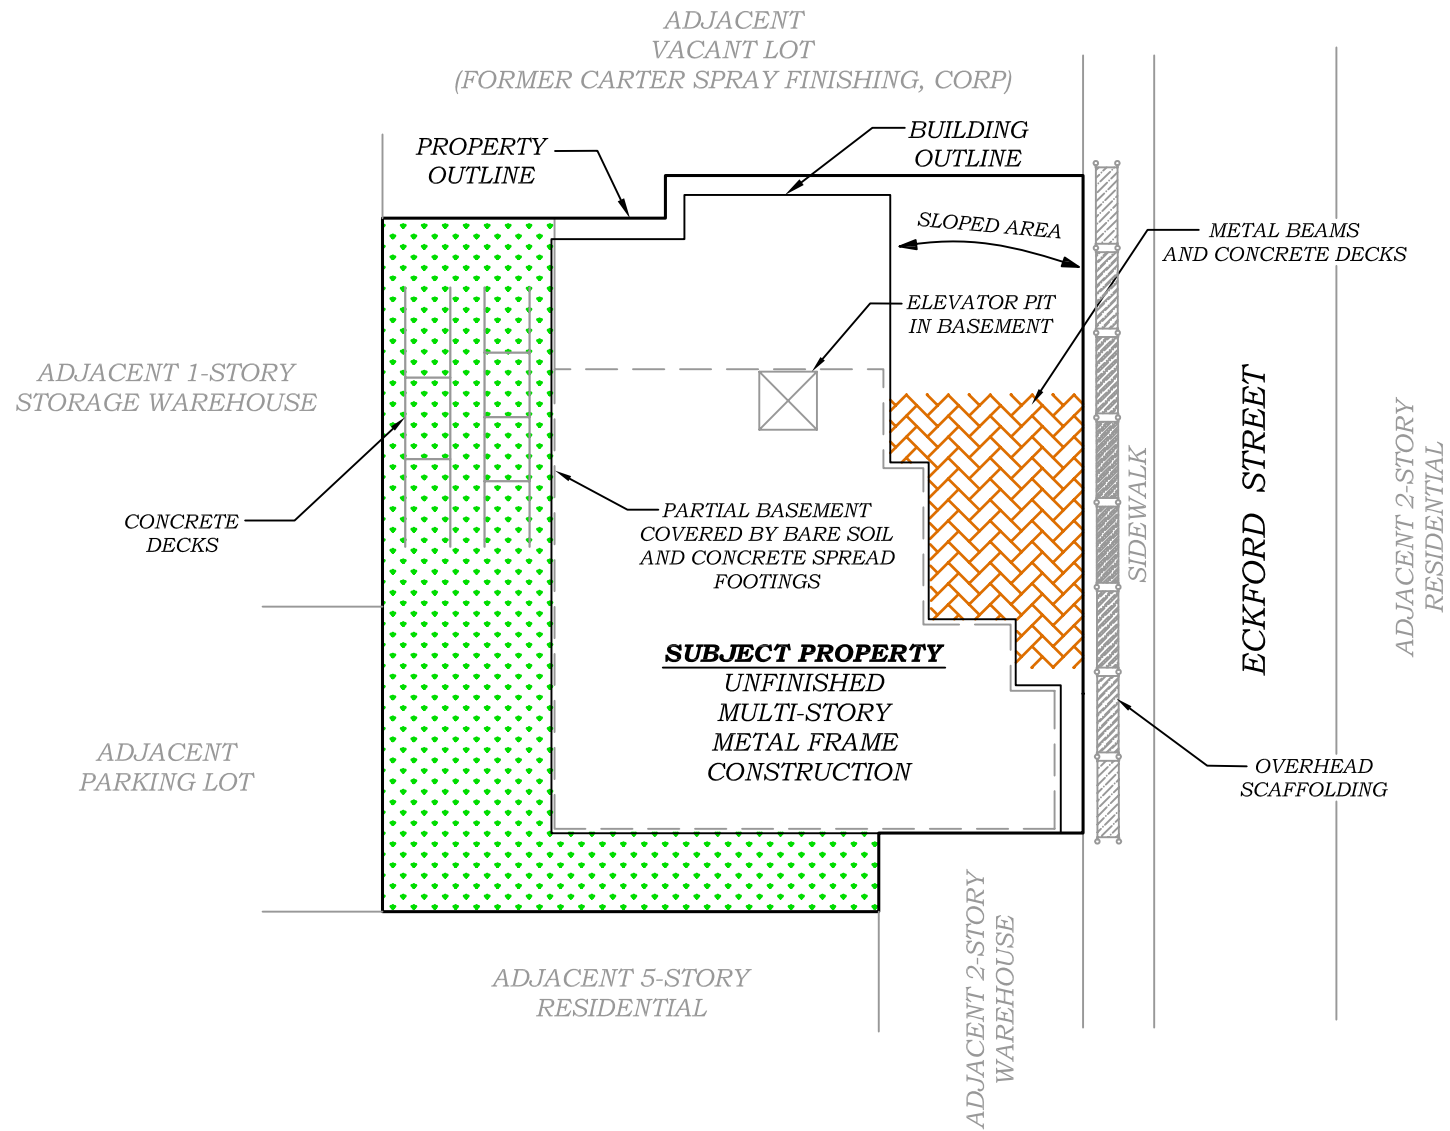 ADJACENT
VACANT LOT
(FORMER CARTER SPRAY FINISHING, CORP)
PROPERTY
OUTLINE
BUILDING
OUTLINE
SLOPED AREA
METAL BEAMS
AND CONCRETE DECKS
ELEVATOR PIT
IN BASEMENT
ADJACENT 1-STORY
STORAGE WAREHOUSE
CONCRETE
DECKS
PARTIAL BASEMENT
COVERED BY BARE SOIL
AND CONCRETE SPREAD
FOOTINGS
SIDEWALK
ECKFORD STREET
ADJACENT 2-STORY
RESIDENTIAL
SUBJECT PROPERTY
UNFINISHED
MULTI-STORY
METAL FRAME
CONSTRUCTION
ADJACENT
PARKING LOT
OVERHEAD
SCAFFOLDING
ADJACENT 5-STORY
RESIDENTIAL
ADJACENT 2-STORY
WAREHOUSE